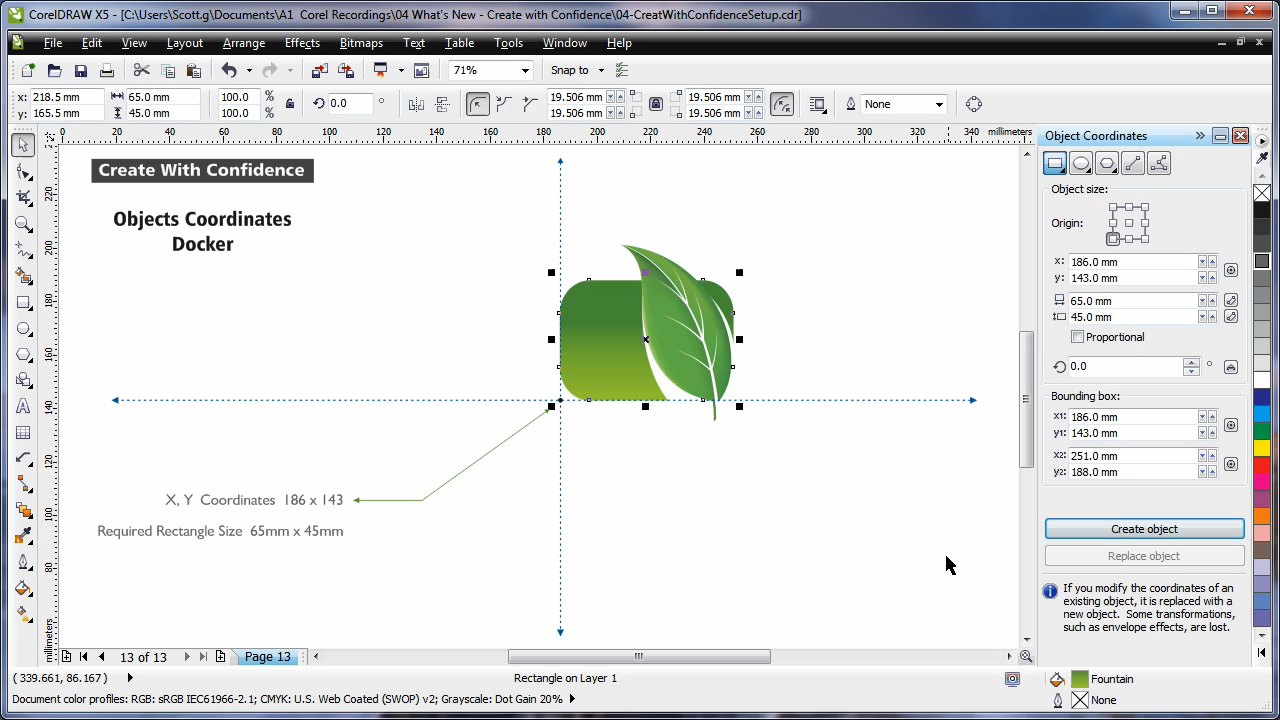 CorelDRAW X5 - [C:\Users\Scott.g\Documents\A1  Corel Recordings\04 What's New - Create with Confidence\04-CreatWithConfidenceSetup.cdr]
File Edit View Layout Arrange Effects Bitmaps Text Table Tools Window Help
71% Snap to
x: 218.5 mm 65.0 mm 100.0 % 0.0 ° 19.506 mm 19.506 mm None
y: 165.5 mm 45.0 mm 100.0 % 19.506 mm 19.506 mm
0 20 40 60 80 100 120 140 160 180 200 220 240 260 280 300 320 340 millimeters
220
200
180
160
140
120
100
80
millimeters
Create With Confidence
Objects Coordinates
Docker
X, Y  Coordinates  186 x 143
Required Rectangle Size  65mm x 45mm
Object Coordinates
Object size:
Origin:
x: 186.0 mm
y: 143.0 mm
65.0 mm
45.0 mm
Proportional
0.0 °
Bounding box:
x1: 186.0 mm
y1: 143.0 mm
x2: 251.0 mm
y2: 188.0 mm
Create object
Replace object
If you modify the coordinates of an
existing object, it is replaced with a
new object.  Some transformations,
such as envelope effects, are lost.
13 of 13 Page 13
( 339.661, 86.167 ) Rectangle on Layer 1 Fountain
Document color profiles: RGB: sRGB IEC61966-2.1; CMYK: U.S. Web Coated (SWOP) v2; Grayscale: Dot Gain 20% None